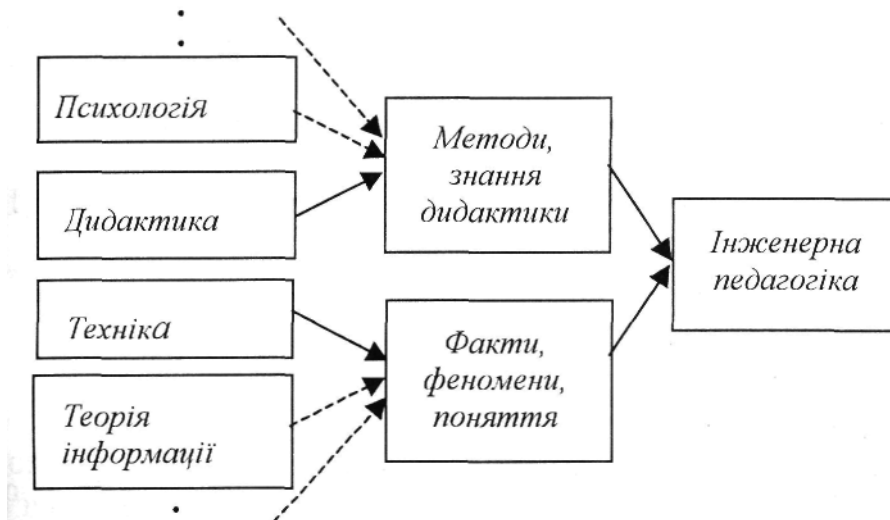 Психологія
Дидактика
Техніка
Теорія
інформації
Методи,
знання
дидактики
Факти,
феномени,
поняття
Інженерна
педагогіка